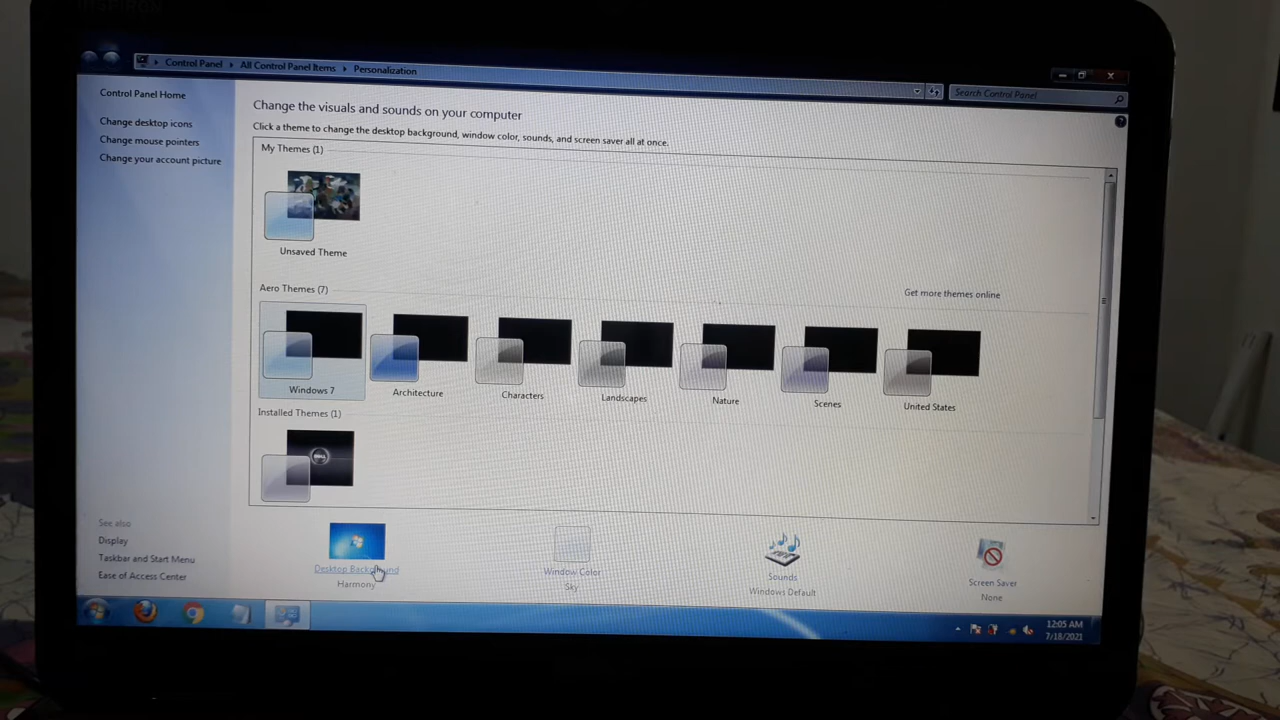 INSPIRON
Control Panel
All Control Panel Items
Personalization
Search Control Panel
Control Panel Home
Change desktop icons
Change mouse pointers
Change your account picture
Change the visuals and sounds on your computer
Click a theme to change the desktop background, window color, sounds, and screen saver all at once.
My Themes (1)
Unsaved Theme
Aero Themes (7)
Get more themes online
Windows 7
Architecture
Characters
Landscapes
Nature
Scenes
United States
Installed Themes (1)
DELL
See also
Display
Taskbar and Start Menu
Ease of Access Center
Desktop Background
Harmony
Window Color
Sky
Sounds
Windows Default
Screen Saver
None
12:05 AM
7/18/2021